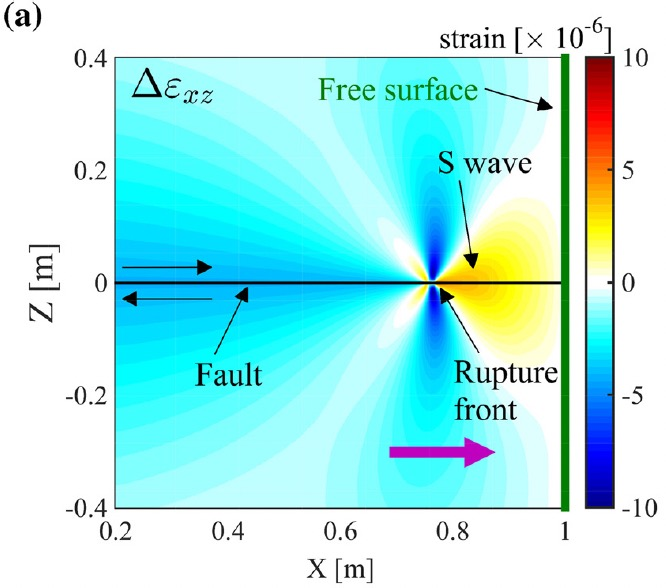 (a)
strain [× 10⁻⁶]
0.4
Δε𝑥𝑧
Free surface
10
S wave
5
0.2
Z [m]
0
0
Fault
Rupture
front
-0.2
-5
-0.4
-10
0.2
0.4
0.6
0.8
1
X [m]